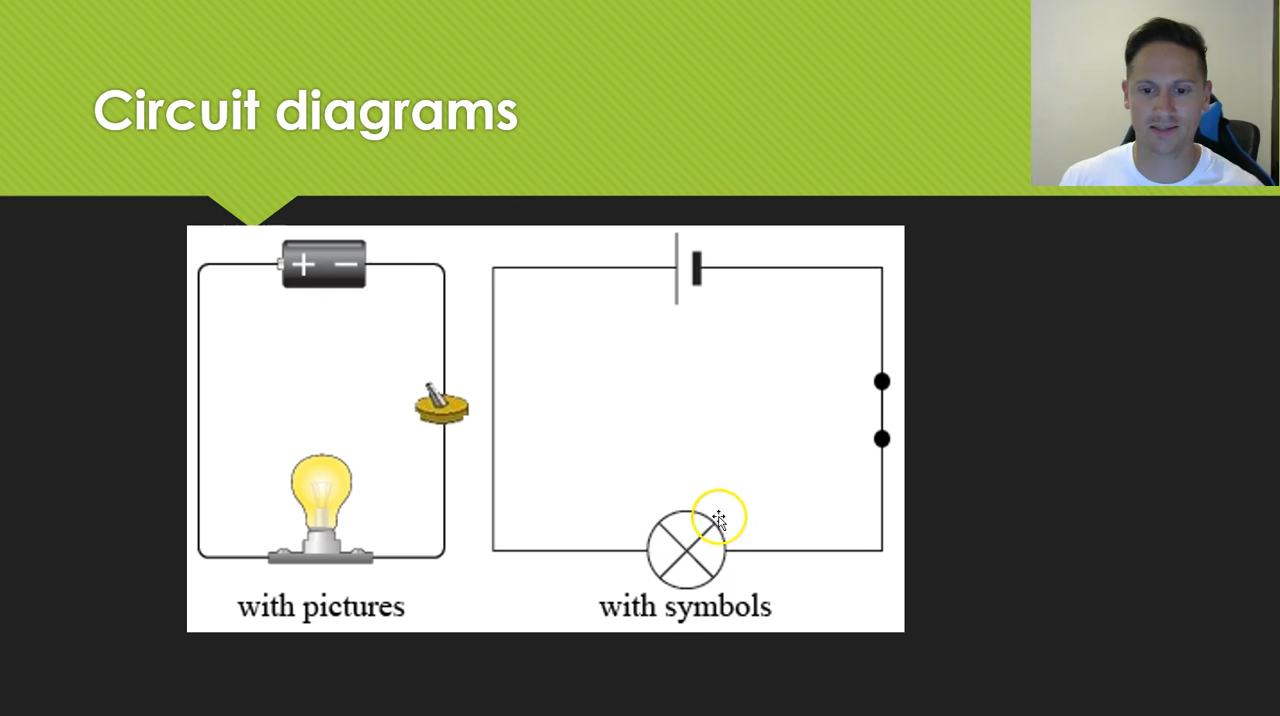 Circuit diagrams
+ −
with pictures
with symbols